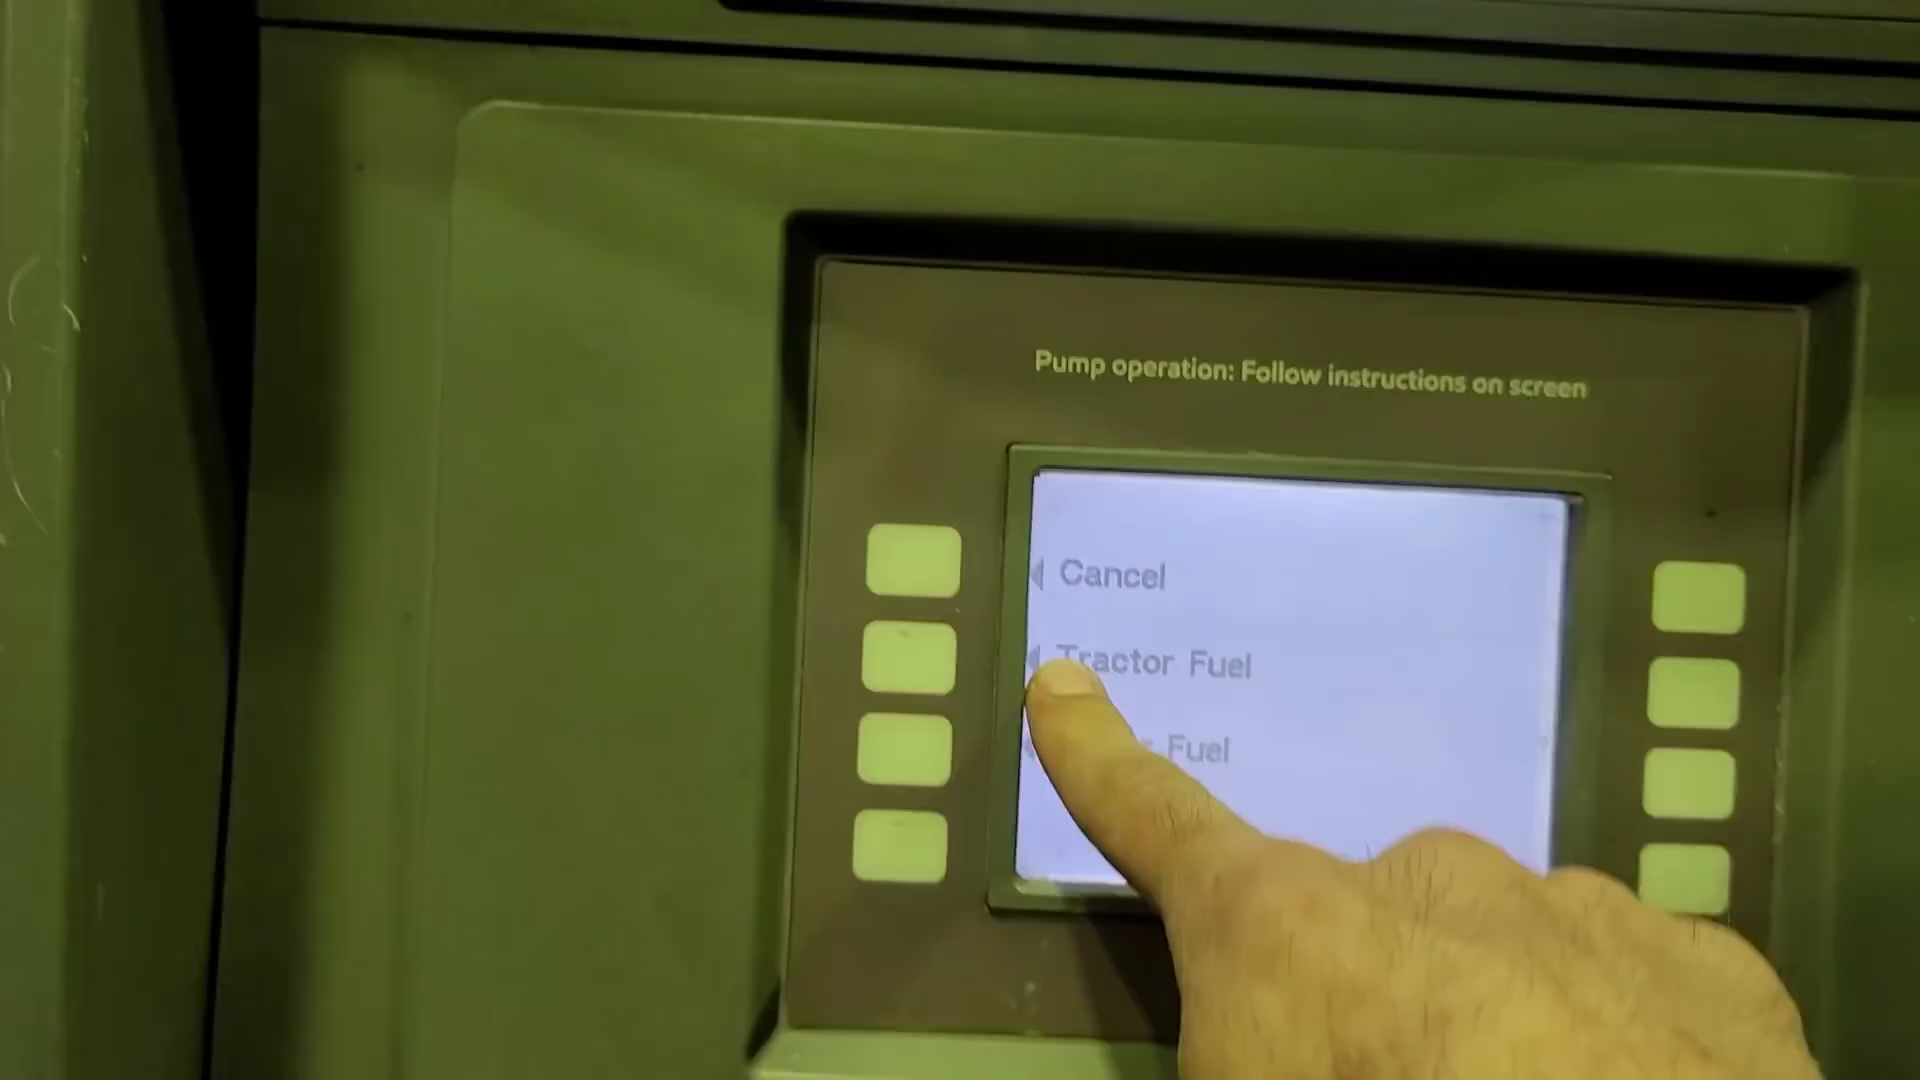 Pump operation: Follow instructions on screen
Cancel
Tractor Fuel
Fuel